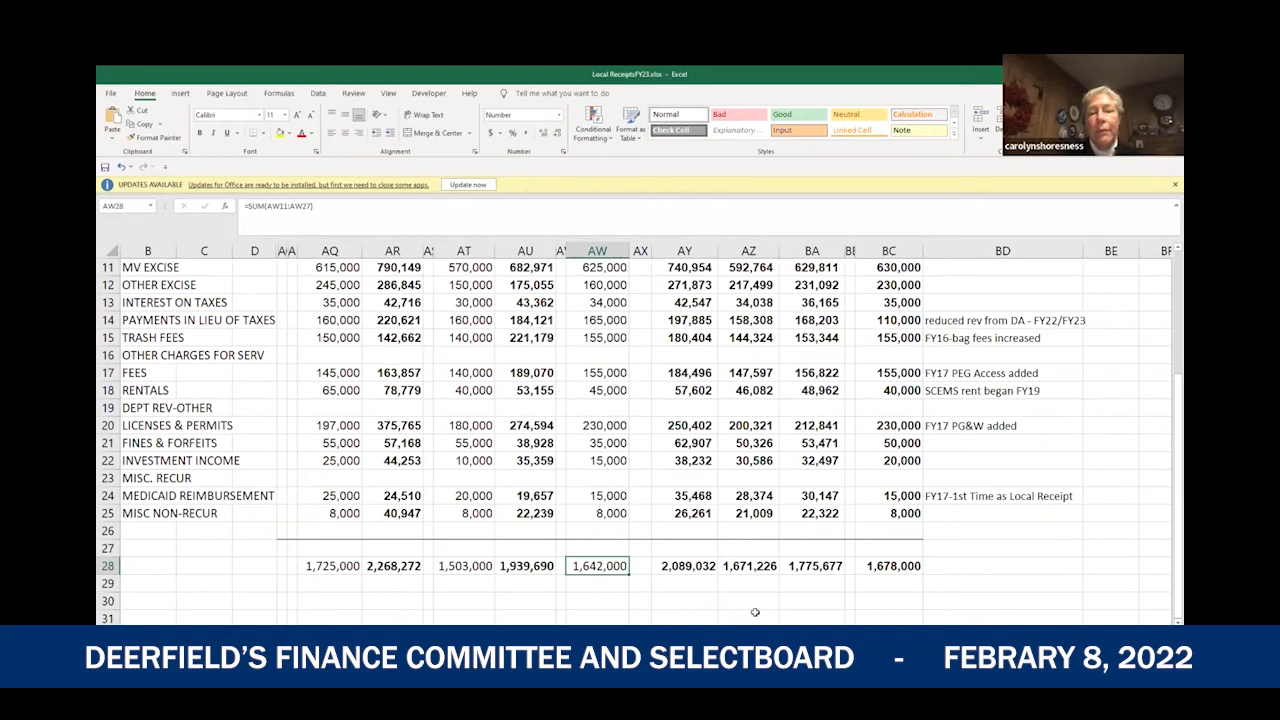 Local ReceiptsFY23.xlsx - Excel
File Home Insert Page Layout Formulas Data Review View Developer Help Tell me what you want to do
Cut
Copy
Format Painter
Paste
Clipboard
Calibri 11
B I U
Font
Wrap Text
Merge & Center
Alignment
Number
$ % ,
Number
Conditional Formatting
Format as Table
Normal Bad Good Neutral Calculation
Check Cell Explanatory ... Input Linked Cell Note
Styles
Insert
carolynshoresness
UPDATES AVAILABLE Updates for Office are ready to be installed, but first we need to close some apps. Update now
AW28 fx =SUM(AW11:AW27)
B C D AQ AR AT AU AW AX AY AZ BA BC BD BE
11 MV EXCISE 615,000 790,149 570,000 682,971 625,000 740,954 592,764 629,811 630,000
12 OTHER EXCISE 245,000 286,845 150,000 175,055 160,000 271,873 217,499 231,092 230,000
13 INTEREST ON TAXES 35,000 42,716 30,000 43,362 34,000 42,547 34,038 36,165 35,000
14 PAYMENTS IN LIEU OF TAXES 160,000 220,621 160,000 184,121 165,000 197,885 158,308 168,203 110,000 reduced rev from DA - FY22/FY23
15 TRASH FEES 150,000 142,662 140,000 221,179 155,000 180,404 144,324 153,344 155,000 FY16-bag fees increased
16 OTHER CHARGES FOR SERV
17 FEES 145,000 163,857 140,000 189,070 155,000 184,496 147,597 156,822 155,000 FY17 PEG Access added
18 RENTALS 65,000 78,779 40,000 53,155 45,000 57,602 46,082 48,962 40,000 SCEMS rent began FY19
19 DEPT REV-OTHER
20 LICENSES & PERMITS 197,000 375,765 180,000 274,594 230,000 250,402 200,321 212,841 230,000 FY17 PG&W added
21 FINES & FORFEITS 55,000 57,168 55,000 38,928 35,000 62,907 50,326 53,471 50,000
22 INVESTMENT INCOME 25,000 44,253 10,000 35,359 15,000 38,232 30,586 32,497 20,000
23 MISC. RECUR
24 MEDICAID REIMBURSEMENT 25,000 24,510 20,000 19,657 15,000 35,468 28,374 30,147 15,000 FY17-1st Time as Local Receipt
25 MISC NON-RECUR 8,000 40,947 8,000 22,239 8,000 26,261 21,009 22,322 8,000
26
27
28 1,725,000 2,268,272 1,503,000 1,939,690 1,642,000 2,089,032 1,671,226 1,775,677 1,678,000
29
30
31
DEERFIELD'S FINANCE COMMITTEE AND SELECTBOARD - FEBRARY 8, 2022